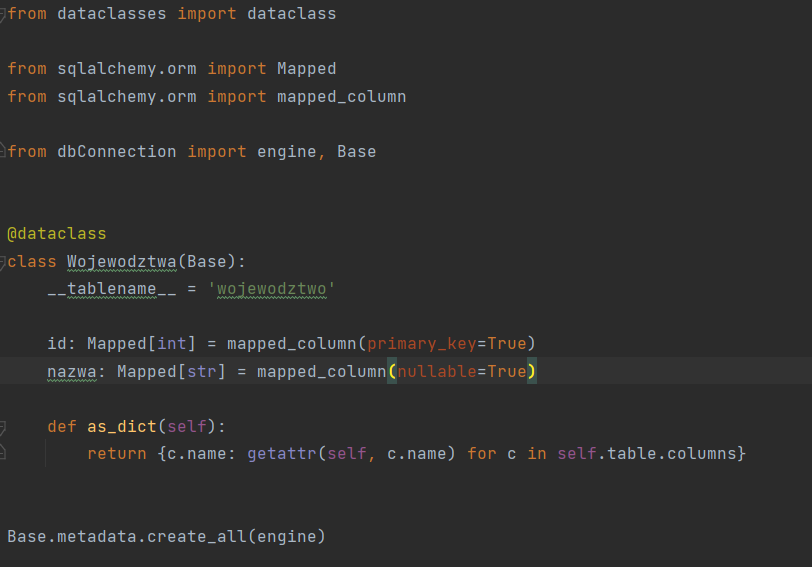 from dataclasses import dataclass
from sqlalchemy.orm import Mapped
from sqlalchemy.orm import mapped_column
from dbConnection import engine, Base
@dataclass
class Wojewodztwa(Base):
    __tablename__ = 'wojewodztwo'
    id: Mapped[int] = mapped_column(primary_key=True)
    nazwa: Mapped[str] = mapped_column(nullable=True)
    def as_dict(self):
        return {c.name: getattr(self, c.name) for c in self.table.columns}
Base.metadata.create_all(engine)